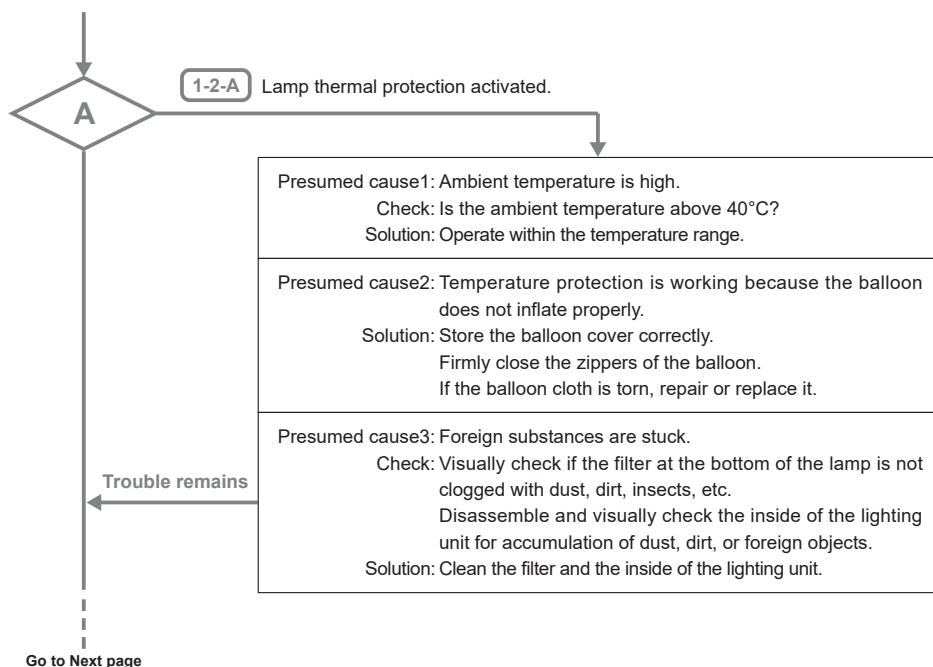 1-2-A Lamp thermal protection activated.
A
Presumed cause1: Ambient temperature is high.
Check: Is the ambient temperature above 40°C?
Solution: Operate within the temperature range.
Presumed cause2: Temperature protection is working because the balloon
does not inflate properly.
Solution: Store the balloon cover correctly.
Firmly close the zippers of the balloon.
If the balloon cloth is torn, repair or replace it.
Presumed cause3: Foreign substances are stuck.
Check: Visually check if the filter at the bottom of the lamp is not
clogged with dust, dirt, insects, etc.
Disassemble and visually check the inside of the lighting
unit for accumulation of dust, dirt, or foreign objects.
Solution: Clean the filter and the inside of the lighting unit.
Trouble remains
Go to Next page